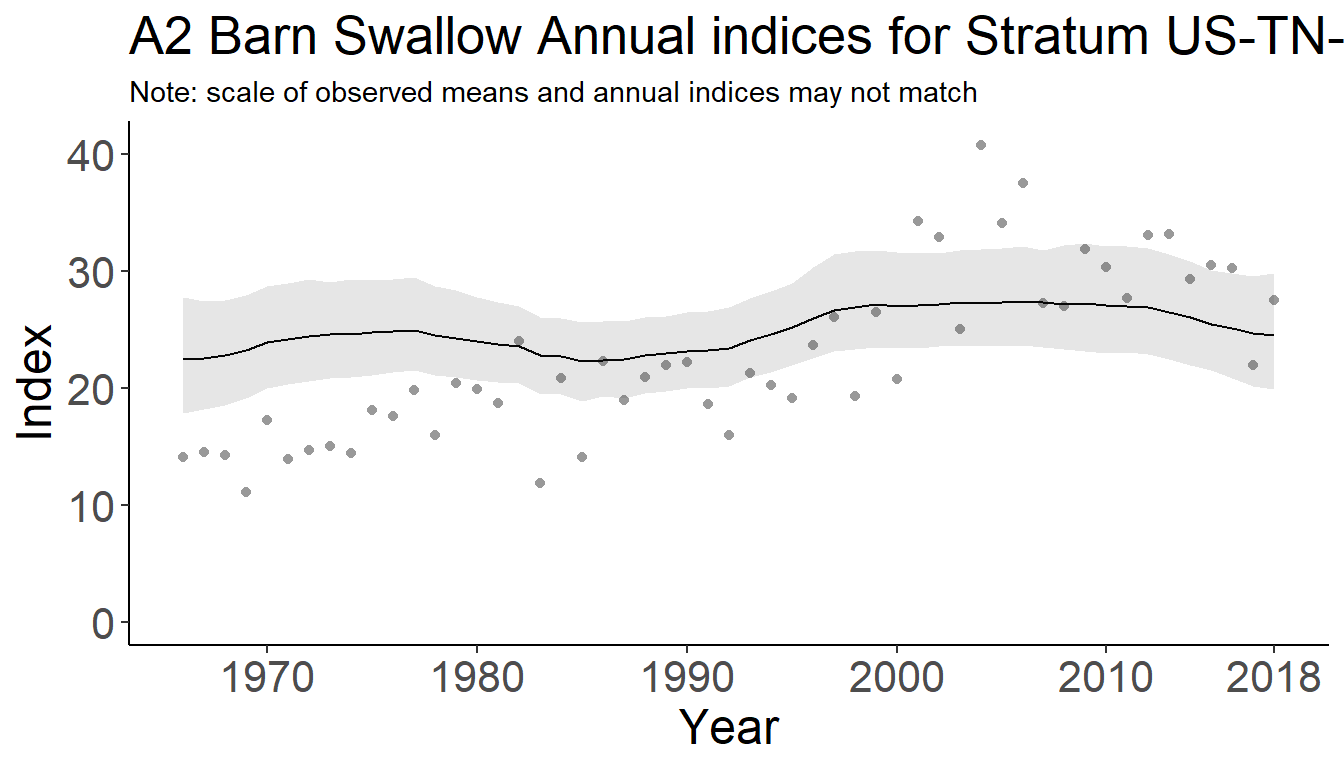 A2 Barn Swallow Annual indices for Stratum US-TN-
Note: scale of observed means and annual indices may not match
40
30
20
10
0
Index
1970 1980 1990 2000 2010 2018
Year